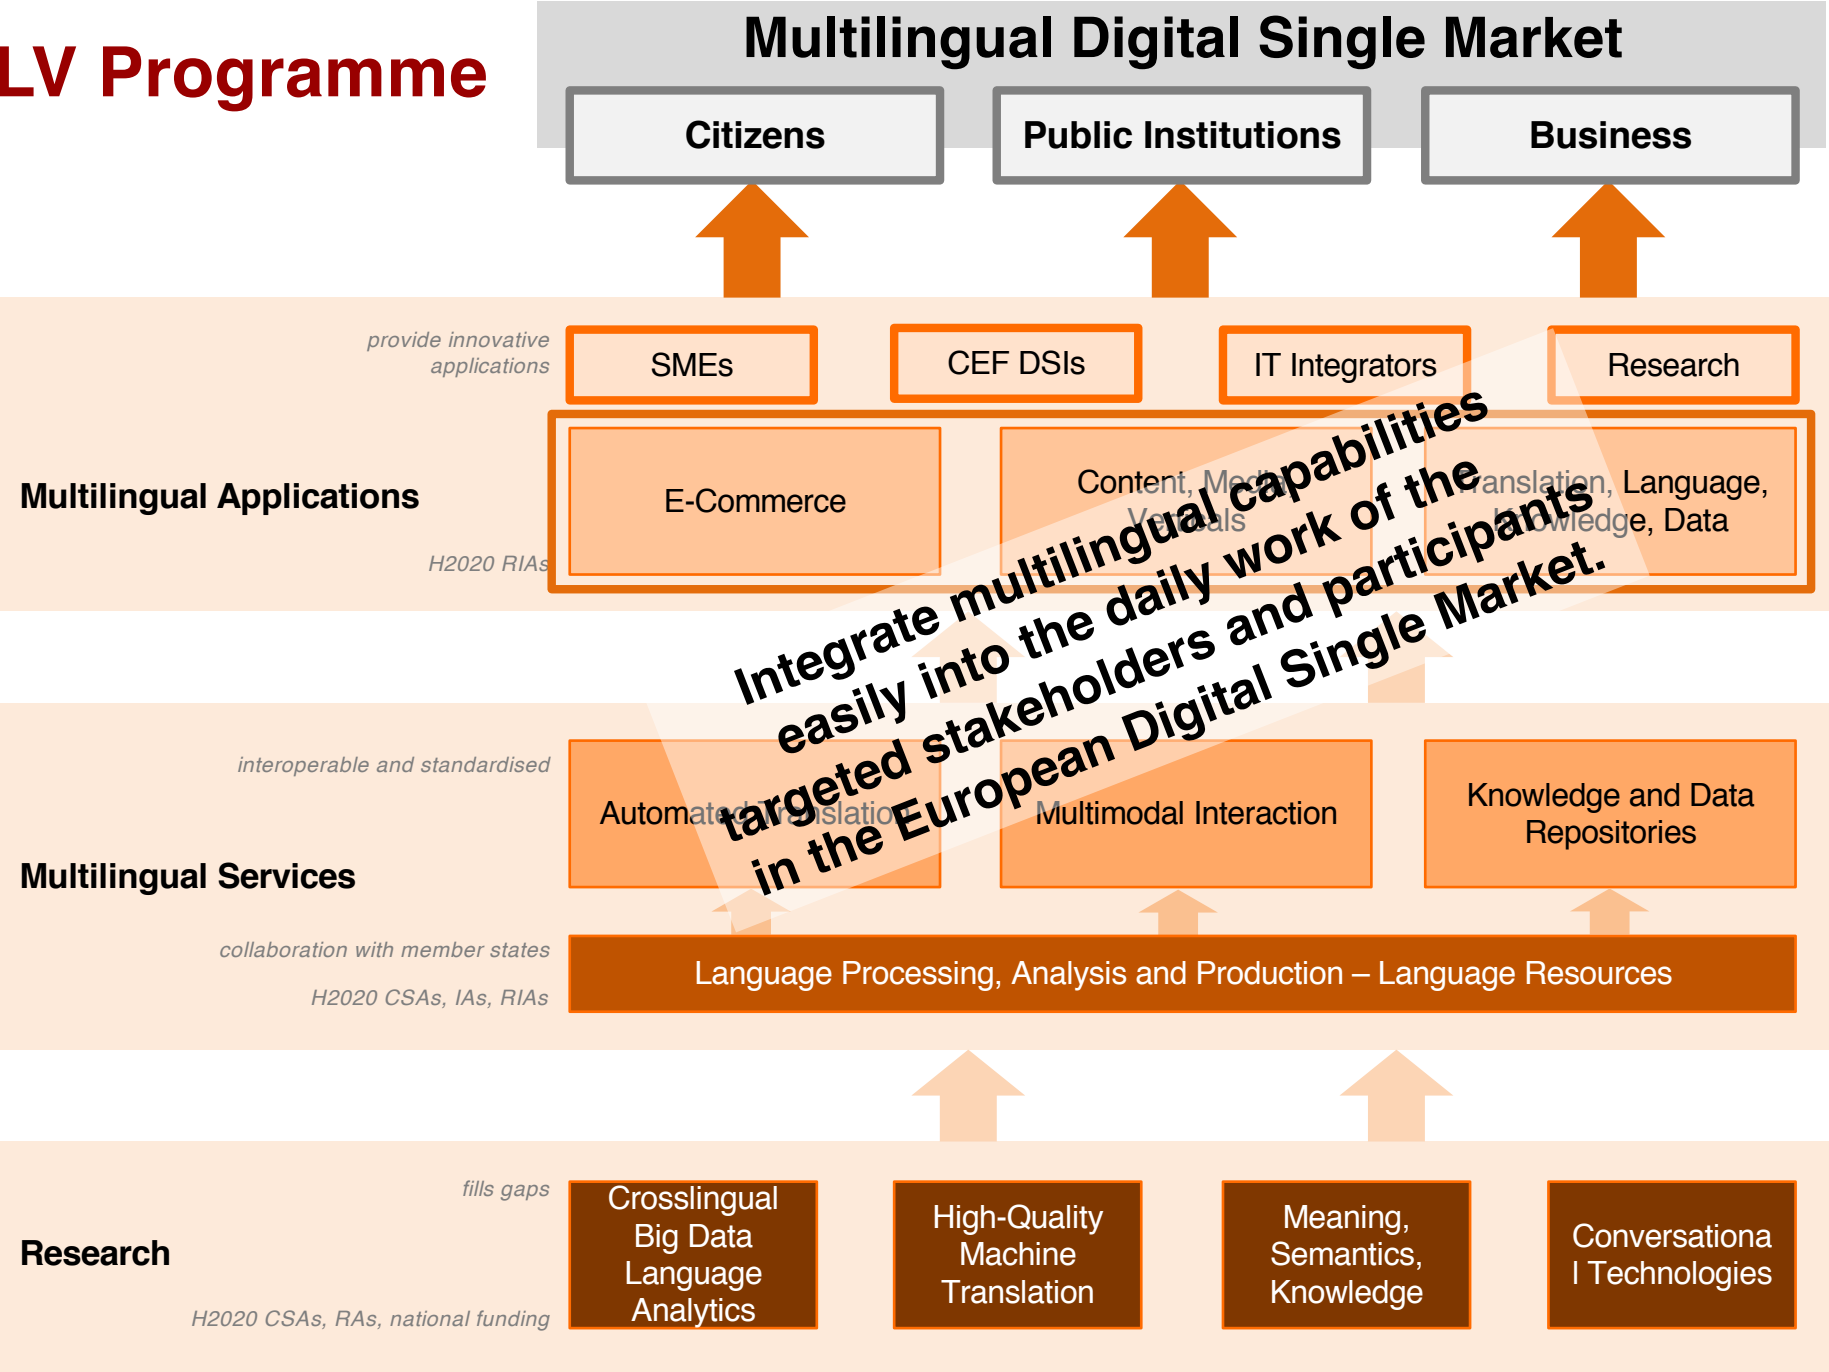 LV Programme
Multilingual Digital Single Market
Citizens
Public Institutions
Business
provide innovative
applications
SMEs
CEF DSIs
IT Integrators
Research
Multilingual Applications
E-Commerce
Content, Media,
Verticals
Translation, Language,
Knowledge, Data
H2020 RIAs
Integrate multilingual capabilities
easily into the daily work of the
targeted stakeholders and participants
in the European Digital Single Market.
interoperable and standardised
Automated Translation
Multimodal Interaction
Knowledge and Data
Repositories
Multilingual Services
collaboration with member states
H2020 CSAs, IAs, RIAs
Language Processing, Analysis and Production – Language Resources
fills gaps
Research
H2020 CSAs, RAs, national funding
Crosslingual
Big Data
Language
Analytics
High-Quality
Machine
Translation
Meaning,
Semantics,
Knowledge
Conversationa
l Technologies